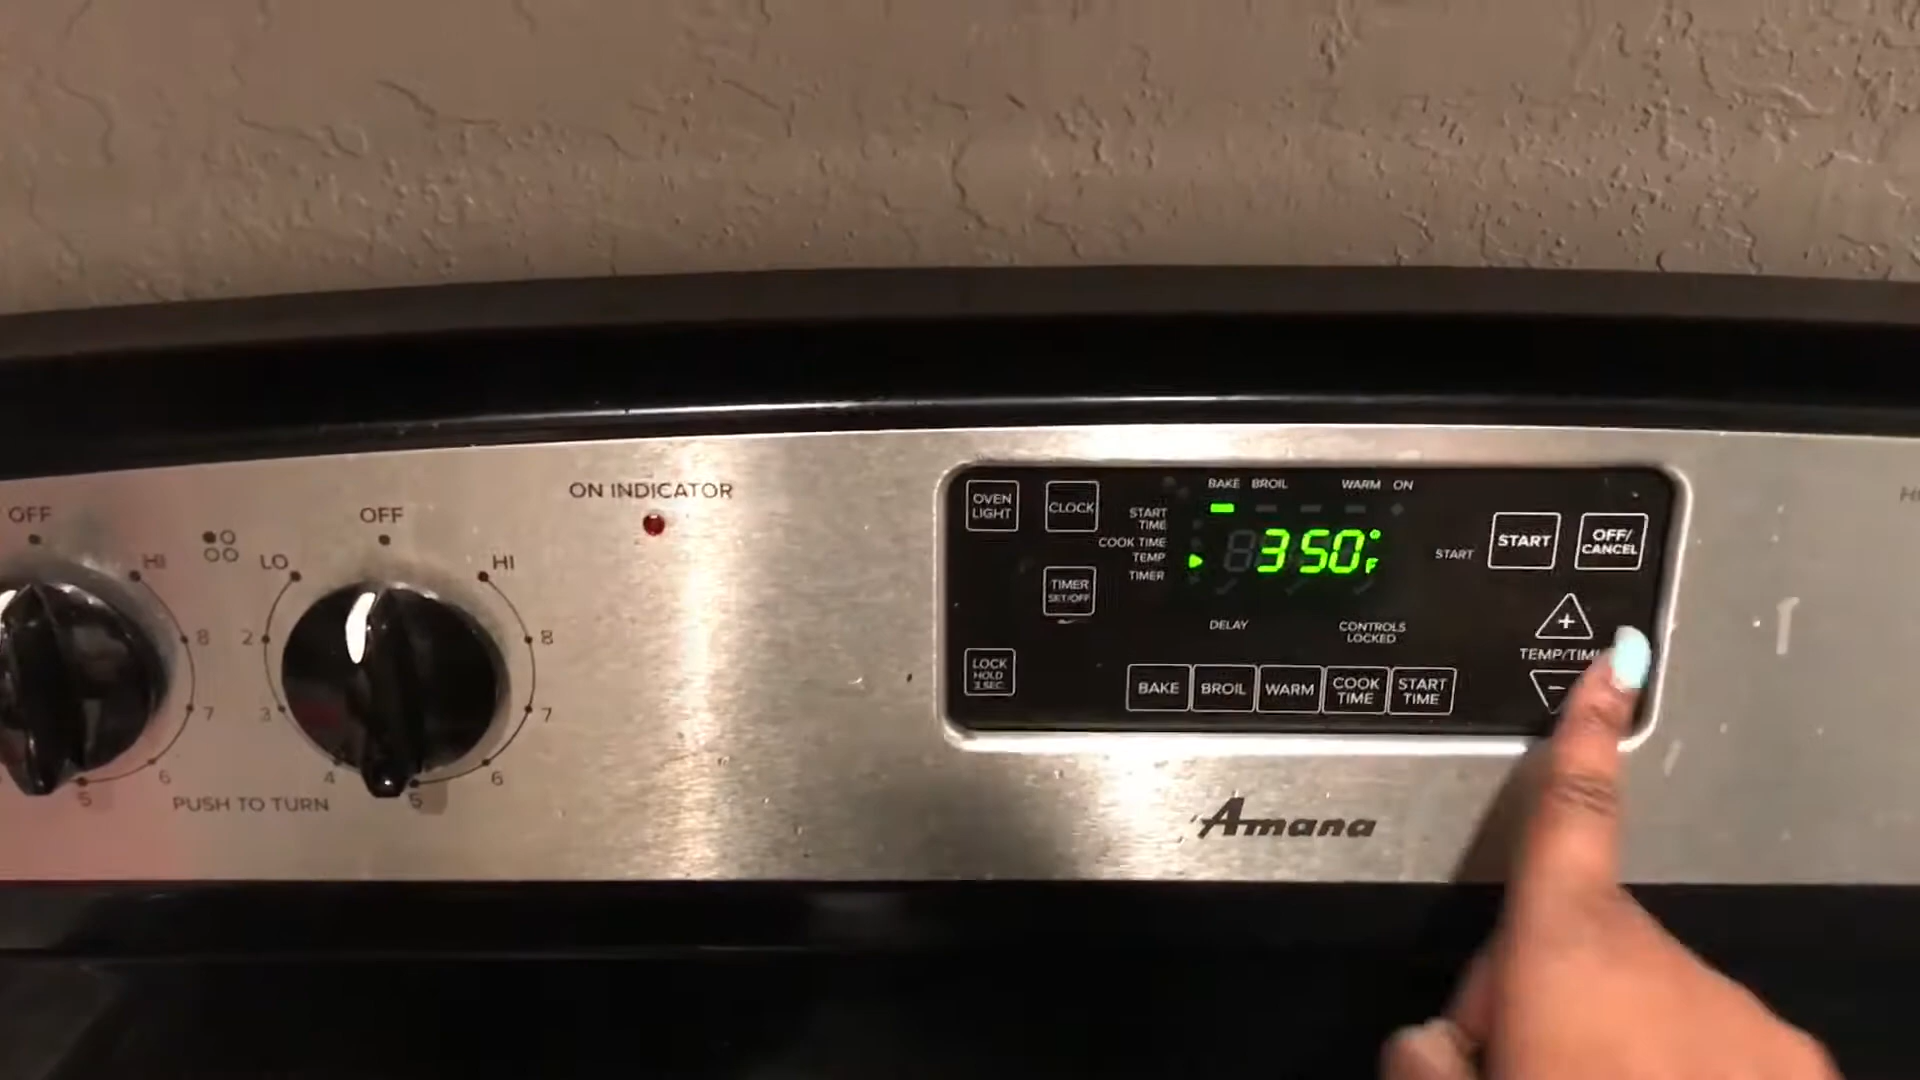 OFF
HI
8
7
6
5
PUSH TO TURN
OFF
LO
HI
2
8
3
7
4
6
5
ON INDICATOR
OVEN
LIGHT
CLOCK
TIMER
SET/OFF
LOCK
HOLD
3 SEC
BAKE BROIL WARM ON
START
TIME
COOK TIME
TEMP
TIMER
350°F
DELAY
CONTROLS
LOCKED
BAKE
BROIL
WARM
COOK
TIME
START
TIME
START
START
OFF/
CANCEL
+
TEMP/TIM
-
Amana